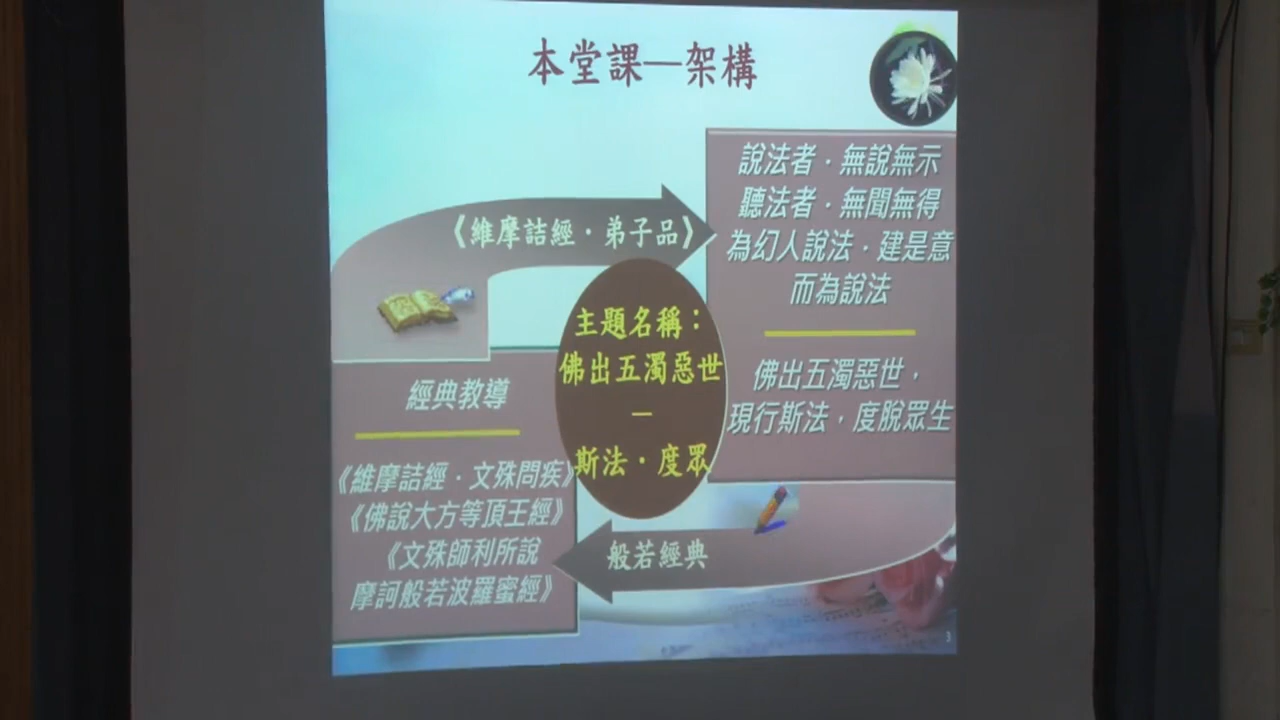 本堂課—架構
《維摩詰經．弟子品》
說法者．無說無示
聽法者．無聞無得
為幻人說法．建是意
而為說法
佛出五濁惡世，
現行斯法，度脫眾生
主題名稱：
佛出五濁惡世
—
斯法．度眾
經典教導
《維摩詰經．文殊問疾》
《佛說大方等頂王經》
《文殊師利所說
摩訶般若波羅蜜經》
般若經典
3